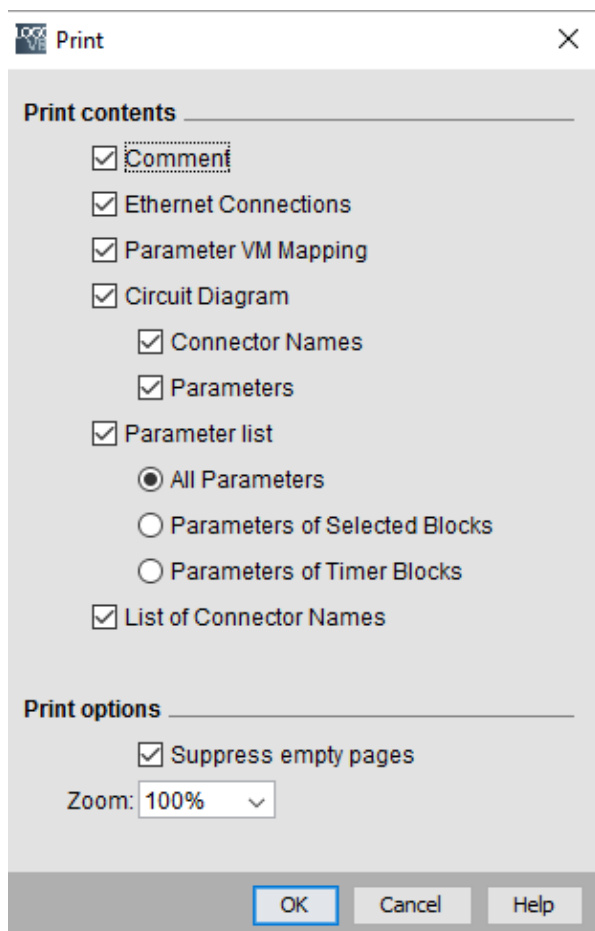 LOGO
Print
Print contents
Comment
Ethernet Connections
Parameter VM Mapping
Circuit Diagram
Connector Names
Parameters
Parameter list
All Parameters
Parameters of Selected Blocks
Parameters of Timer Blocks
List of Connector Names
Print options
Suppress empty pages
Zoom: 100%
OK Cancel Help